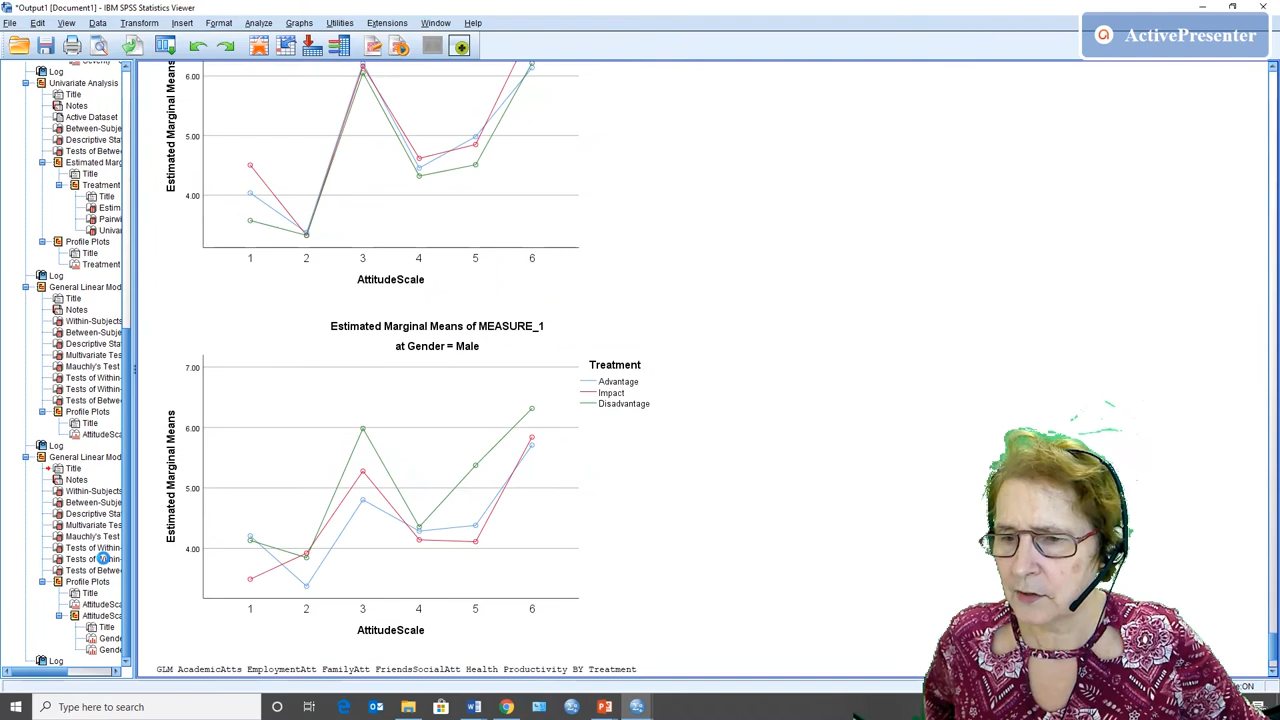 *Output1 [Document1] - IBM SPSS Statistics Viewer
File Edit View Data Transform Insert Format Analyze Graphs Utilities Extensions Window Help
ActivePresenter
Log
Univariate Analysis
Title
Notes
Active Dataset
Between-Subje
Descriptive Sta
Tests of Betwe
Estimated Marg
Title
Treatment
Title
Estim
Pairwi
Univa
Profile Plots
Title
Treatment
Log
General Linear Mod
Title
Notes
Within-Subjects
Between-Subje
Descriptive Sta
Multivariate Tes
Mauchly's Test
Tests of Within-
Tests of Within-
Tests of Betwe
Profile Plots
Title
AttitudeSca
Log
General Linear Mod
Title
Notes
Within-Subjects
Between-Subje
Descriptive Sta
Multivariate Tes
Mauchly's Test
Tests of Within-
Tests of
Tests of Betwe
Profile Plots
Title
AttitudeSca
AttitudeSca
Title
Gende
Gende
Log
Estimated Marginal Means
6.00
5.00
4.00
1 2 3 4 5 6
AttitudeScale
Estimated Marginal Means of MEASURE_1
at Gender = Male
Estimated Marginal Means
7.00
6.00
5.00
4.00
1 2 3 4 5 6
AttitudeScale
Treatment
Advantage
Impact
Disadvantage
GLM AcademicAtts EmploymentAtt FamilyAtt FriendsSocialAtt Health Productivity BY Treatment
Type here to search